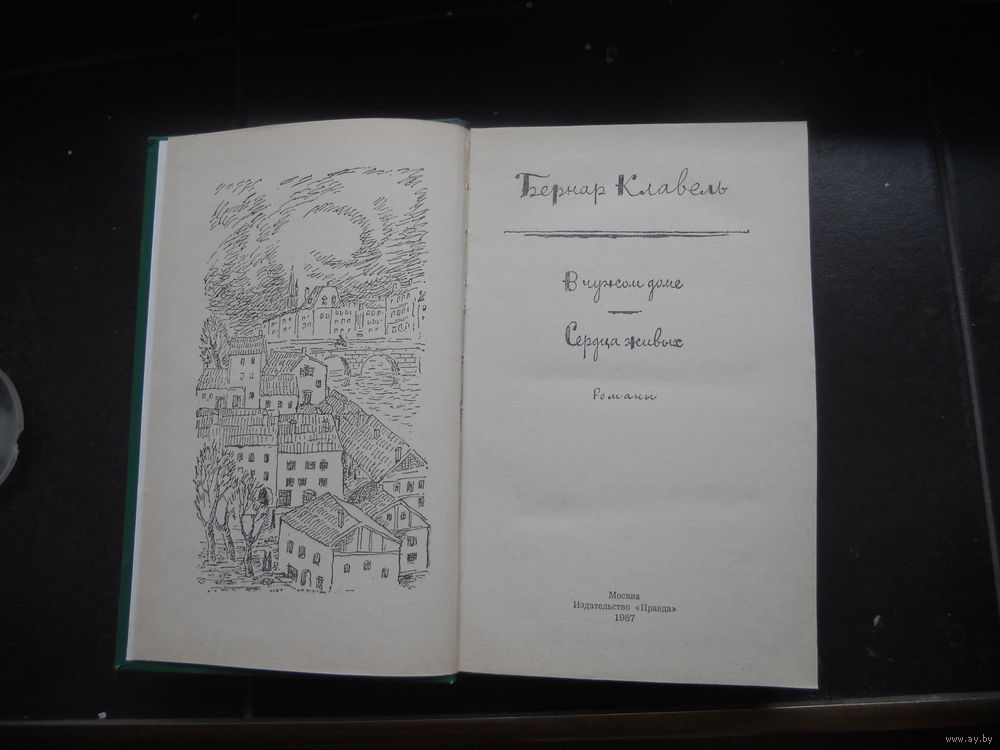 Бернар Клавель
В чужом доме
Сердца живых
Романы
Москва
Издательство «Правда»
1987
www.ay.by